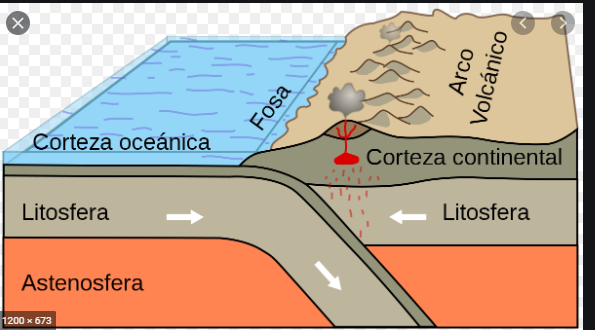 Arco
Volcánico
Fosa
Corteza oceánica
Corteza continental
Litosfera
Litosfera
Astenosfera
1200 × 673